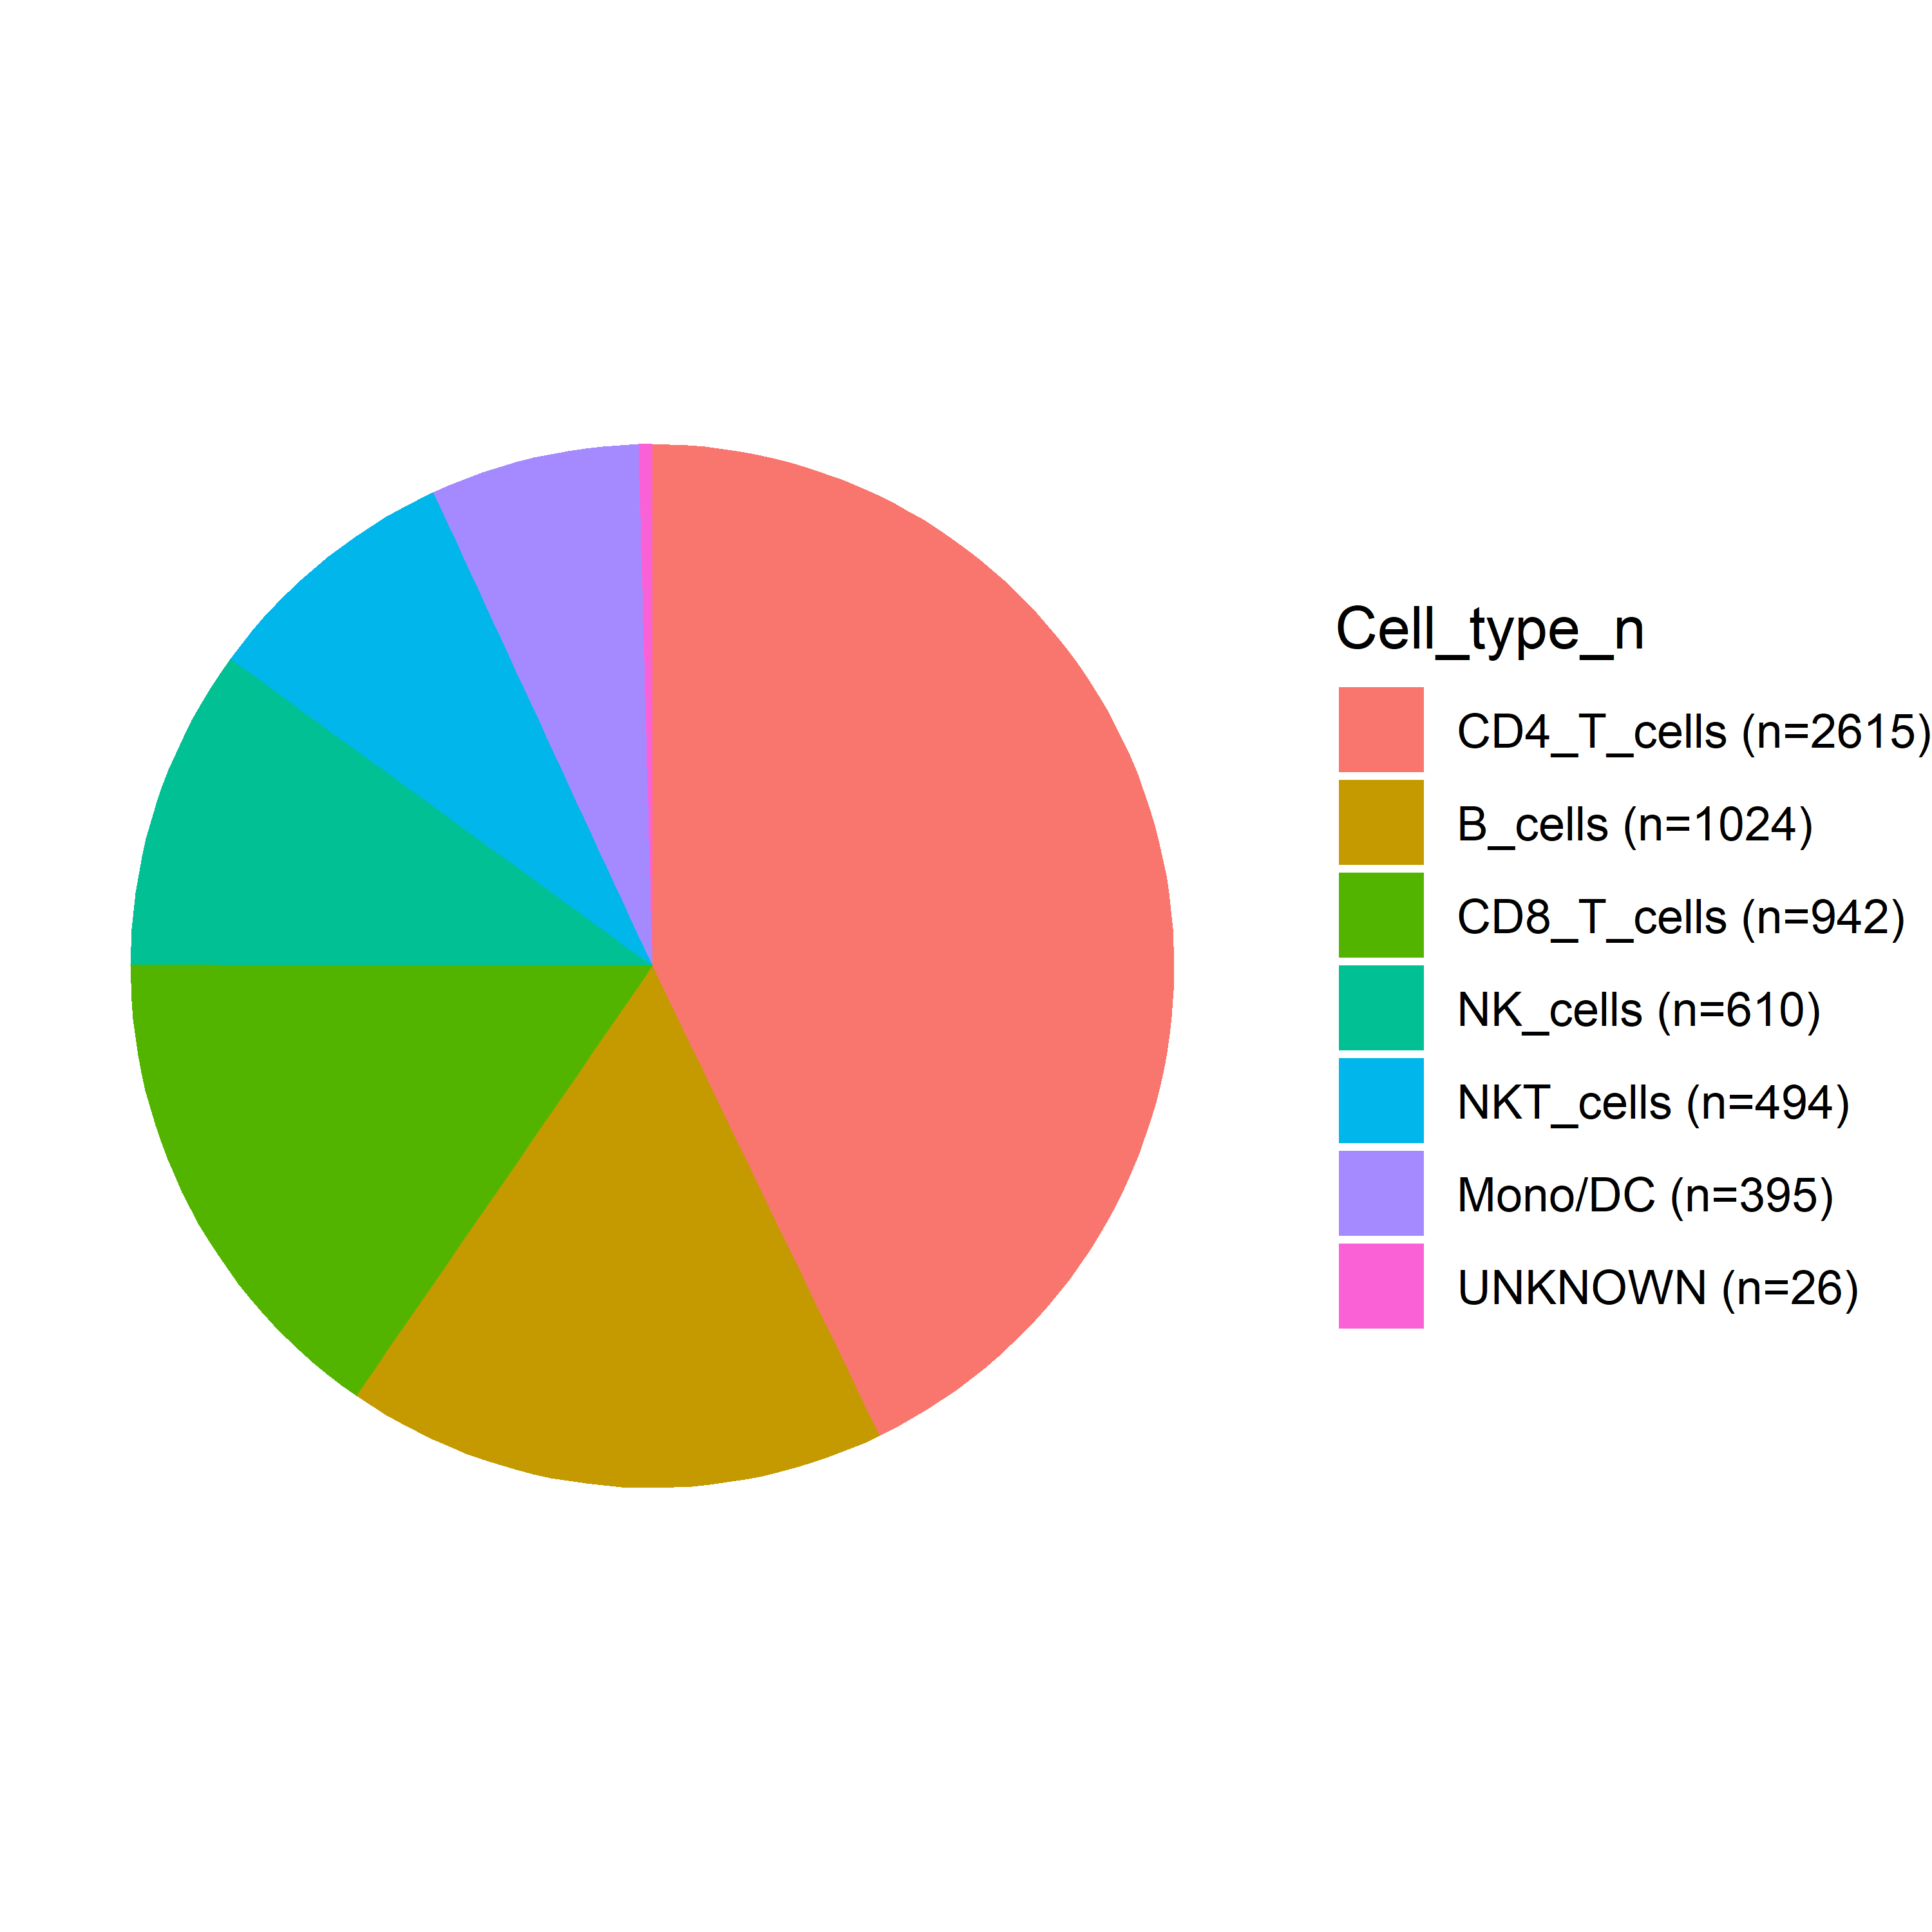 Cell_type_n
CD4_T_cells (n=2615)
B_cells (n=1024)
CD8_T_cells (n=942)
NK_cells (n=610)
NKT_cells (n=494)
Mono/DC (n=395)
UNKNOWN (n=26)